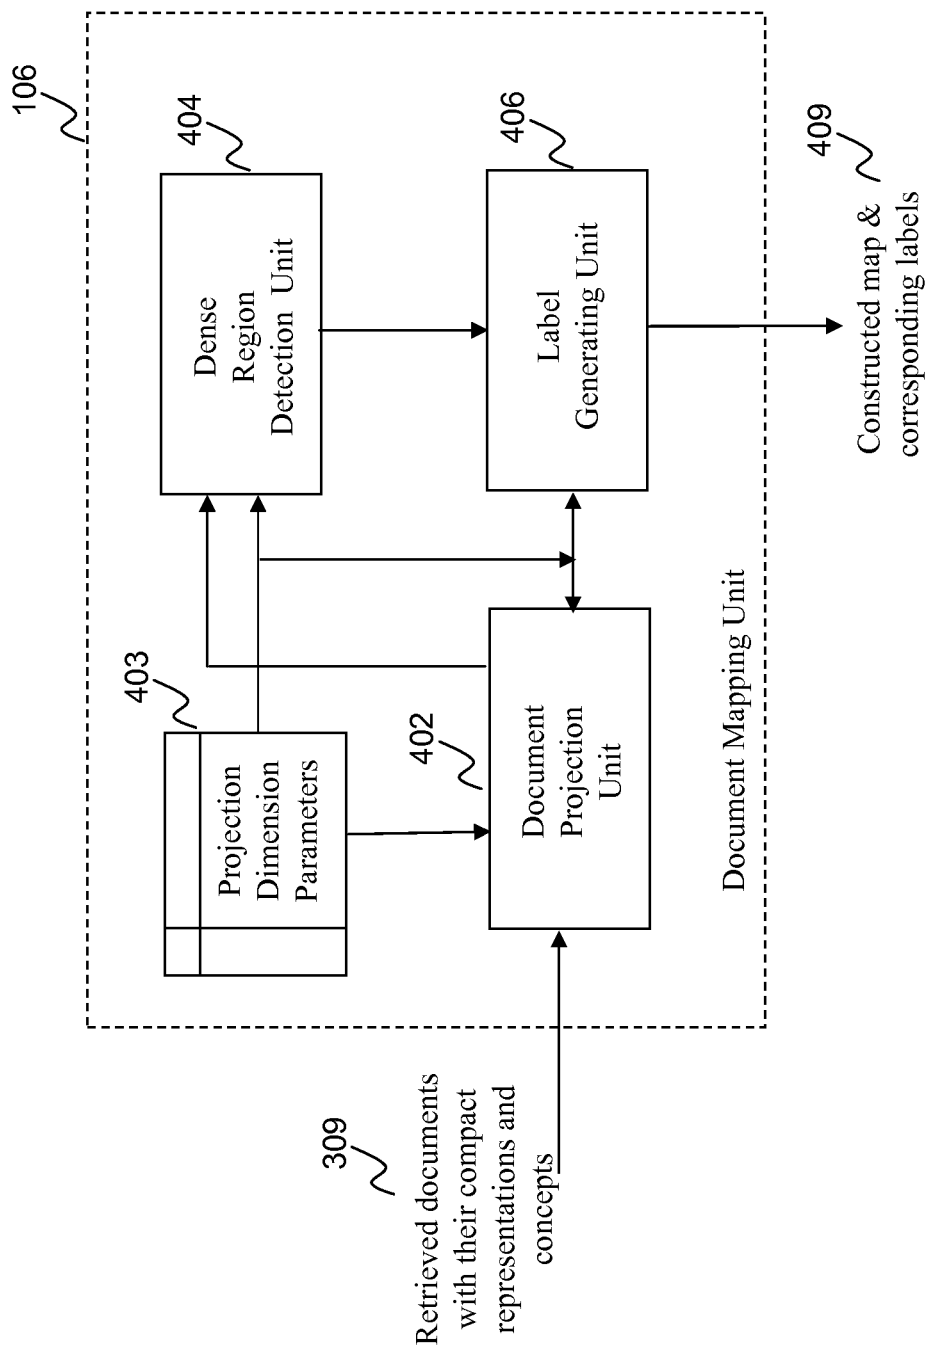 106
403
Projection
Dimension
Parameters
404
Dense
Region
Detection Unit
402
Document
Projection
Unit
406
Label
Generating Unit
Document Mapping Unit
309
Retrieved documents
with their compact
representations and
concepts
409
Constructed map &
corresponding labels